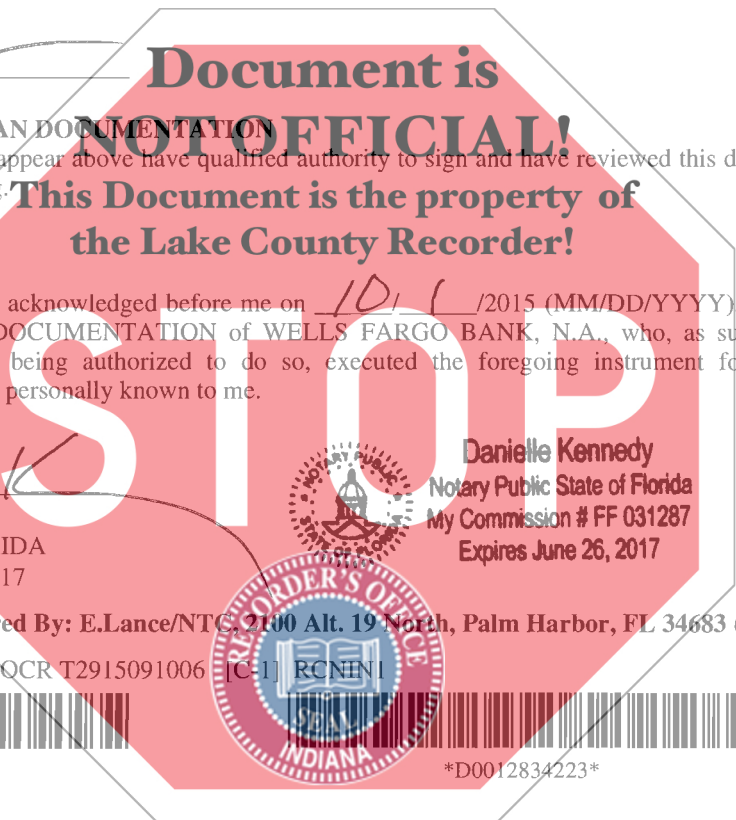 Document is
NOT OFFICIAL!
This Document is the property of
the Lake County Recorder!
STOP
AN DOCUMENTATION
appear above have qualified authority to sign and have reviewed this d
acknowledged before me on 10/ 1 /2015 (MM/DD/YYYY)
DOCUMENTATION of WELLS FARGO BANK, N.A., who, as su
being authorized to do so, executed the foregoing instrument fo
personally known to me.
NOTARY PUBLIC
STATE OF FLORIDA
Danielle Kennedy
Notary Public State of Florida
My Commission # FF 031287
Expires June 26, 2017
IDA
17
red By: E.Lance/NTC, 2100 Alt. 19 North, Palm Harbor, FL 34683 (
OCR T2915091006 [C-1] RCNIN1
RECORDER'S OFFICE
SEAL
INDIANA
*D0012834223*